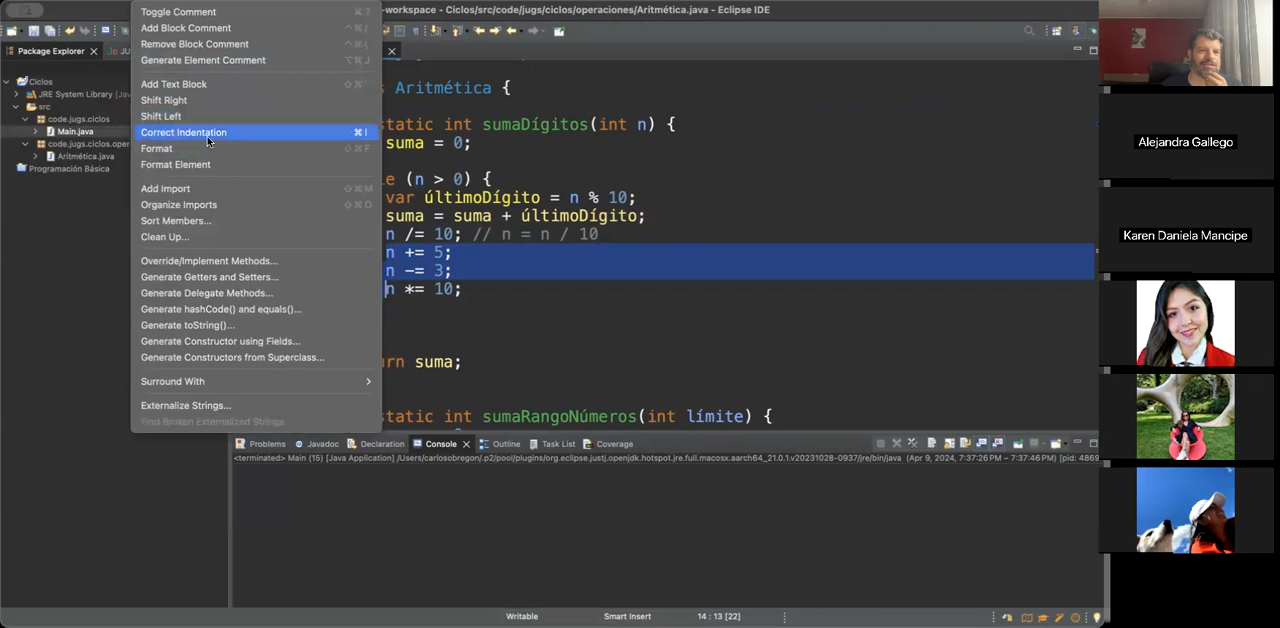 -workspace - Ciclos/src/code/jugs/ciclos/operaciones/Aritmética.java - Eclipse IDE
Package Explorer
JU
Ciclos
JRE System Library [Jav
src
code.jugs.ciclos
Main.java
code.jugs.ciclos.oper
Aritmética.java
Programación Básica
Toggle Comment
Add Block Comment
Remove Block Comment
Generate Element Comment
Add Text Block
Shift Right
Shift Left
Correct Indentation ⌘ I
Format ⇧⌘F
Format Element
Add Import ⇧⌘M
Organize Imports ⇧⌘O
Sort Members...
Clean Up...
Override/Implement Methods...
Generate Getters and Setters...
Generate Delegate Methods...
Generate hashCode() and equals()...
Generate toString()...
Generate Constructor using Fields...
Generate Constructors from Superclass...
Surround With
Externalize Strings...
Find Broken Externalized Strings
Aritmética {
static int sumaDígitos(int n) {
suma = 0;
e (n > 0) {
var últimoDígito = n % 10;
suma = suma + últimoDígito;
n /= 10; // n = n / 10
n += 5;
n -= 3;
n *= 10;
urn suma;
static int sumaRangoNúmeros(int límite) {
Problems
Javadoc
Declaration
Console
Outline
Task List
Coverage
<terminated> Main (15) [Java Application] /Users/carlosobregon/.p2/pool/plugins/org.eclipse.justj.openjdk.hotspot.jre.full.macosx.aarch64_21.0.1.v20231028-0937/jre/bin/java (Apr 9, 2024, 7:37:26 PM – 7:37:46 PM) [pid: 4869
Writable
Smart Insert
14 : 13 [22]
Alejandra Gallego
Karen Daniela Mancipe